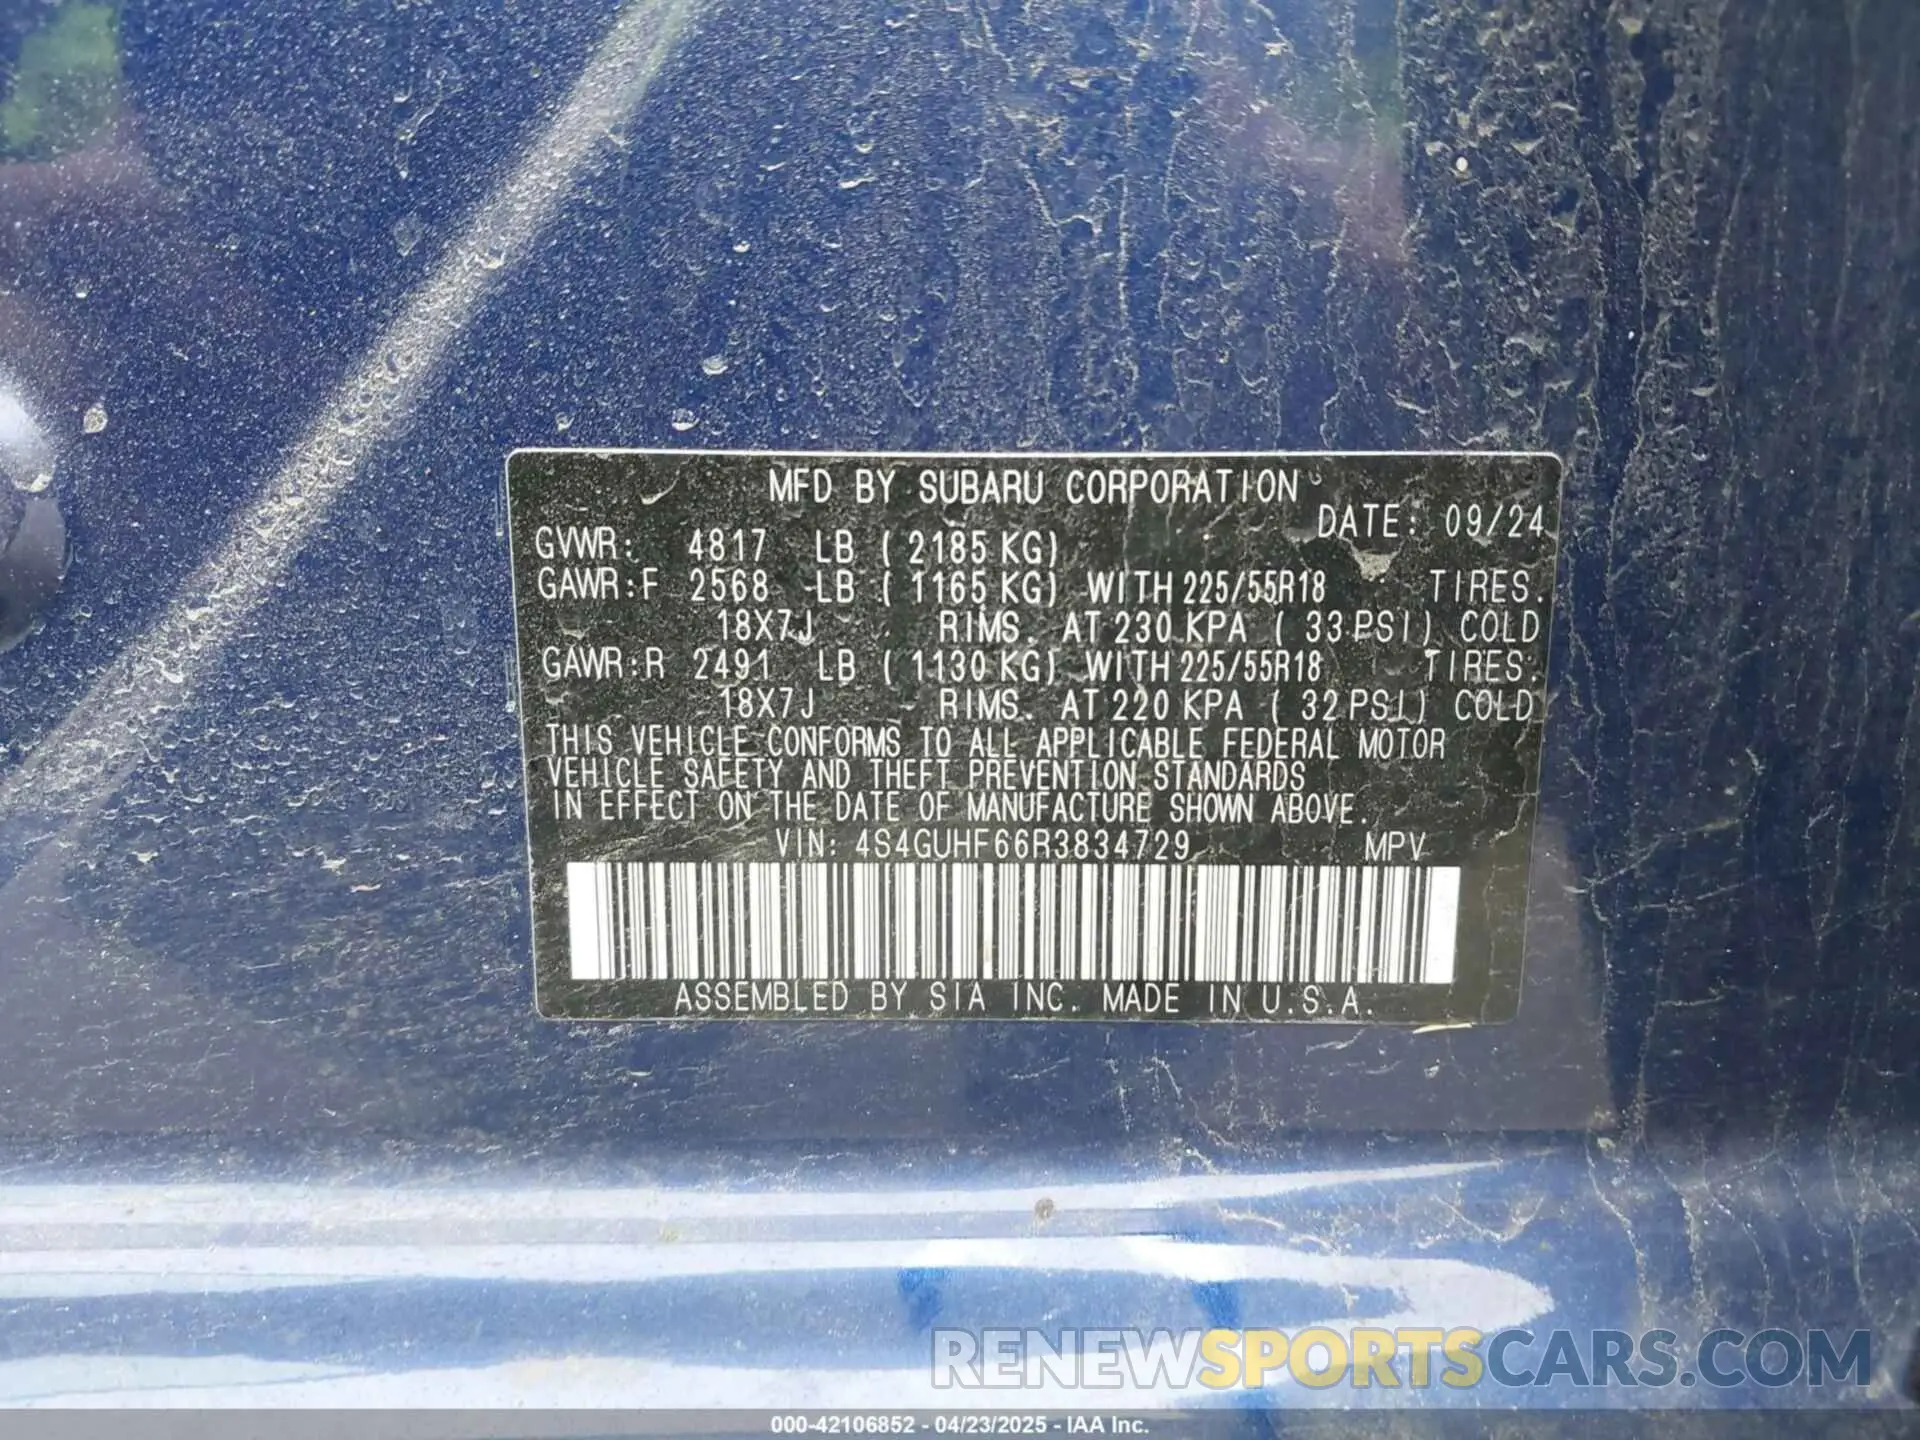 MFD BY SUBARU CORPORATION
DATE: 09/24
GVWR: 4817 LB ( 2185 KG)
GAWR:F 2568 LB ( 1165 KG) WITH 225/55R18 TIRES.
18X7J RIMS. AT 230 KPA ( 33 PSI) COLD
GAWR:R 2491 LB ( 1130 KG) WITH 225/55R18 TIRES.
18X7J RIMS. AT 220 KPA ( 32 PSI) COLD
THIS VEHICLE CONFORMS TO ALL APPLICABLE FEDERAL MOTOR
VEHICLE SAFETY AND THEFT PREVENTION STANDARDS
IN EFFECT ON THE DATE OF MANUFACTURE SHOWN ABOVE.
VIN: 4S4GUHF66R3834729 MPV
ASSEMBLED BY SIA INC. MADE IN U.S.A.
RENEWSPORTSCARS.COM
000-42106852 - 04/23/2025 - IAA Inc.